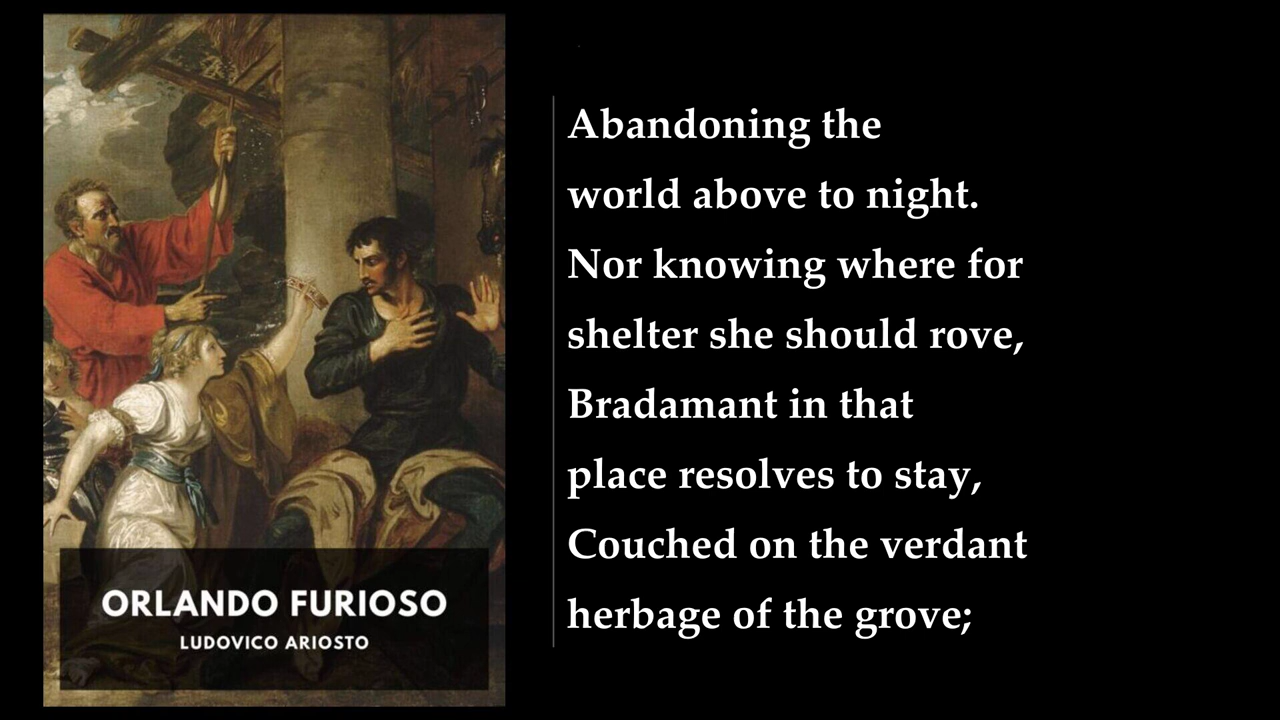 ORLANDO FURIOSO
LUDOVICO ARIOSTO
Abandoning the
world above to night.
Nor knowing where for
shelter she should rove,
Bradamant in that
place resolves to stay,
Couched on the verdant
herbage of the grove;